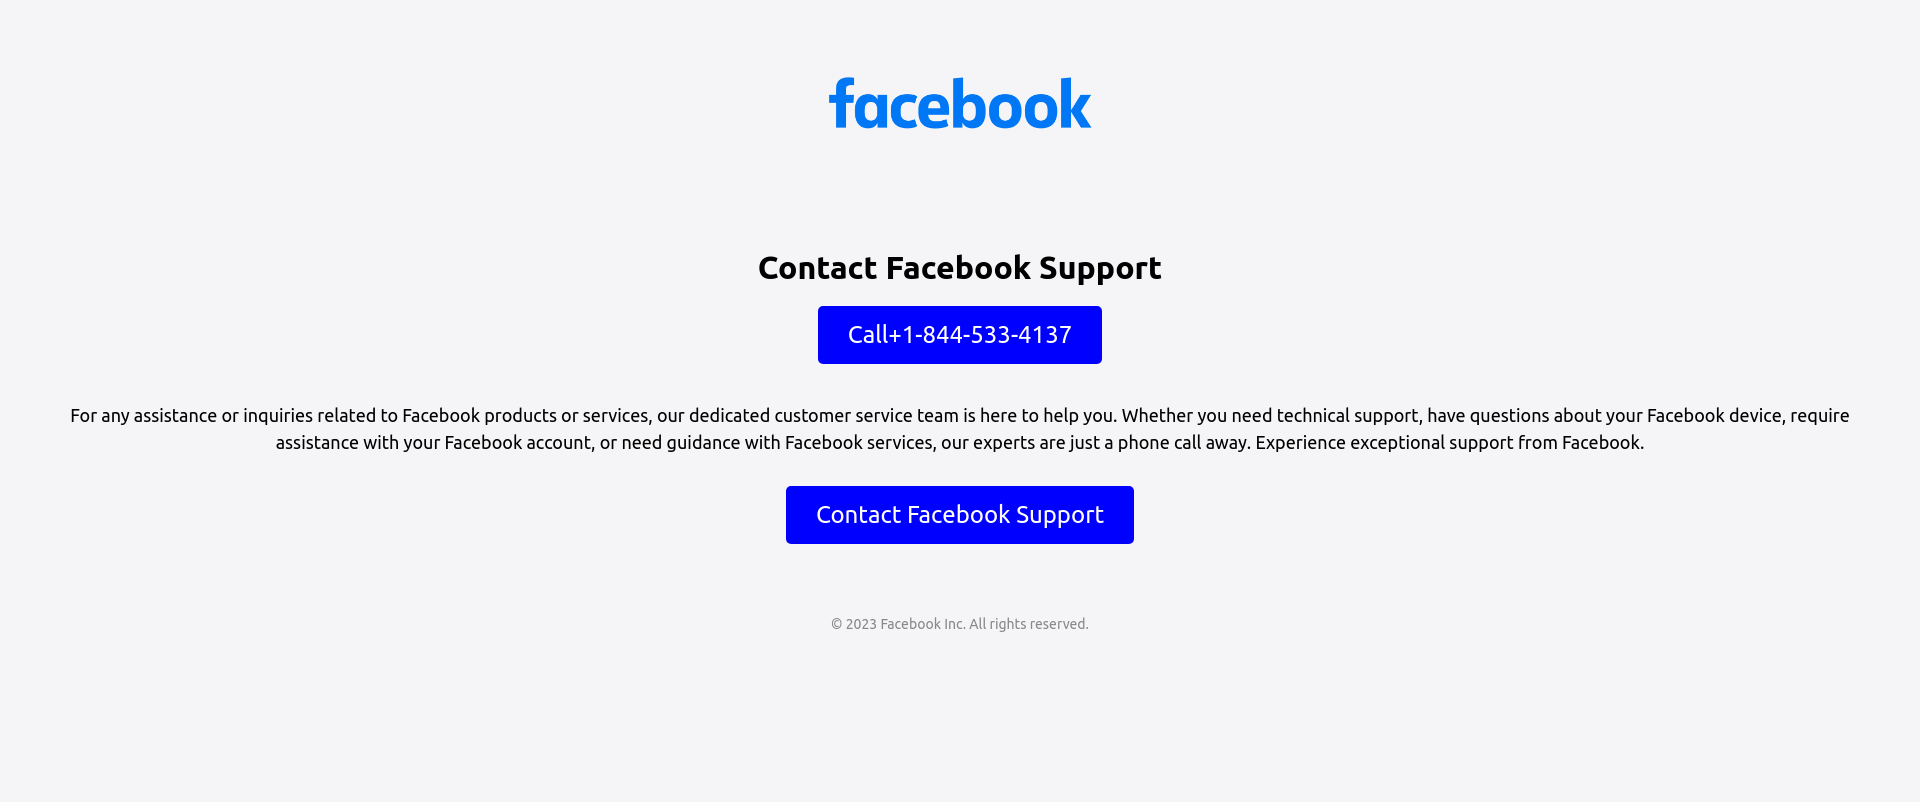 facebook
Contact Facebook Support
Call+1-844-533-4137
For any assistance or inquiries related to Facebook products or services, our dedicated customer service team is here to help you. Whether you need technical support, have questions about your Facebook device, require
assistance with your Facebook account, or need guidance with Facebook services, our experts are just a phone call away. Experience exceptional support from Facebook.
Contact Facebook Support
© 2023 Facebook Inc. All rights reserved.